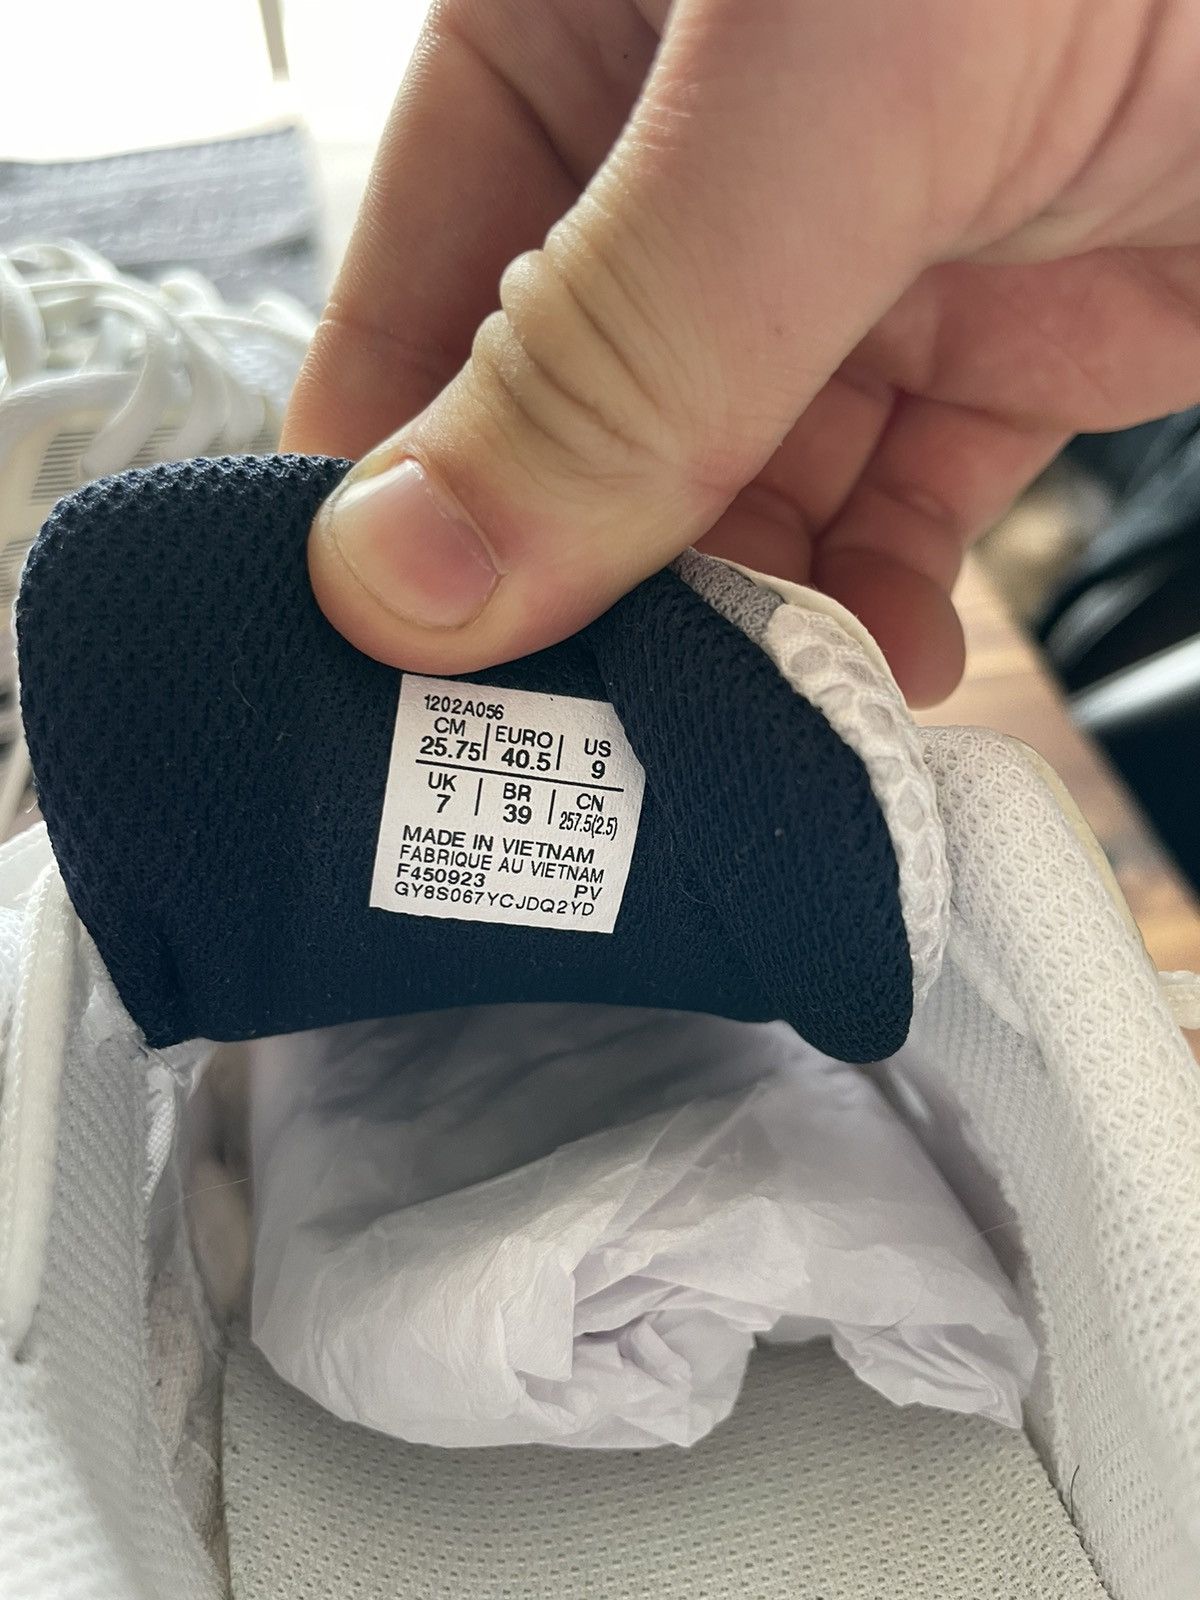 1202A056
CM | EURO | US
25.75 | 40.5 | 9
UK | BR | CN
7 | 39 | 257.5(2.5)
MADE IN VIETNAM
FABRIQUE AU VIETNAM
F450923 PV
GY8S067YCJDQ2YD